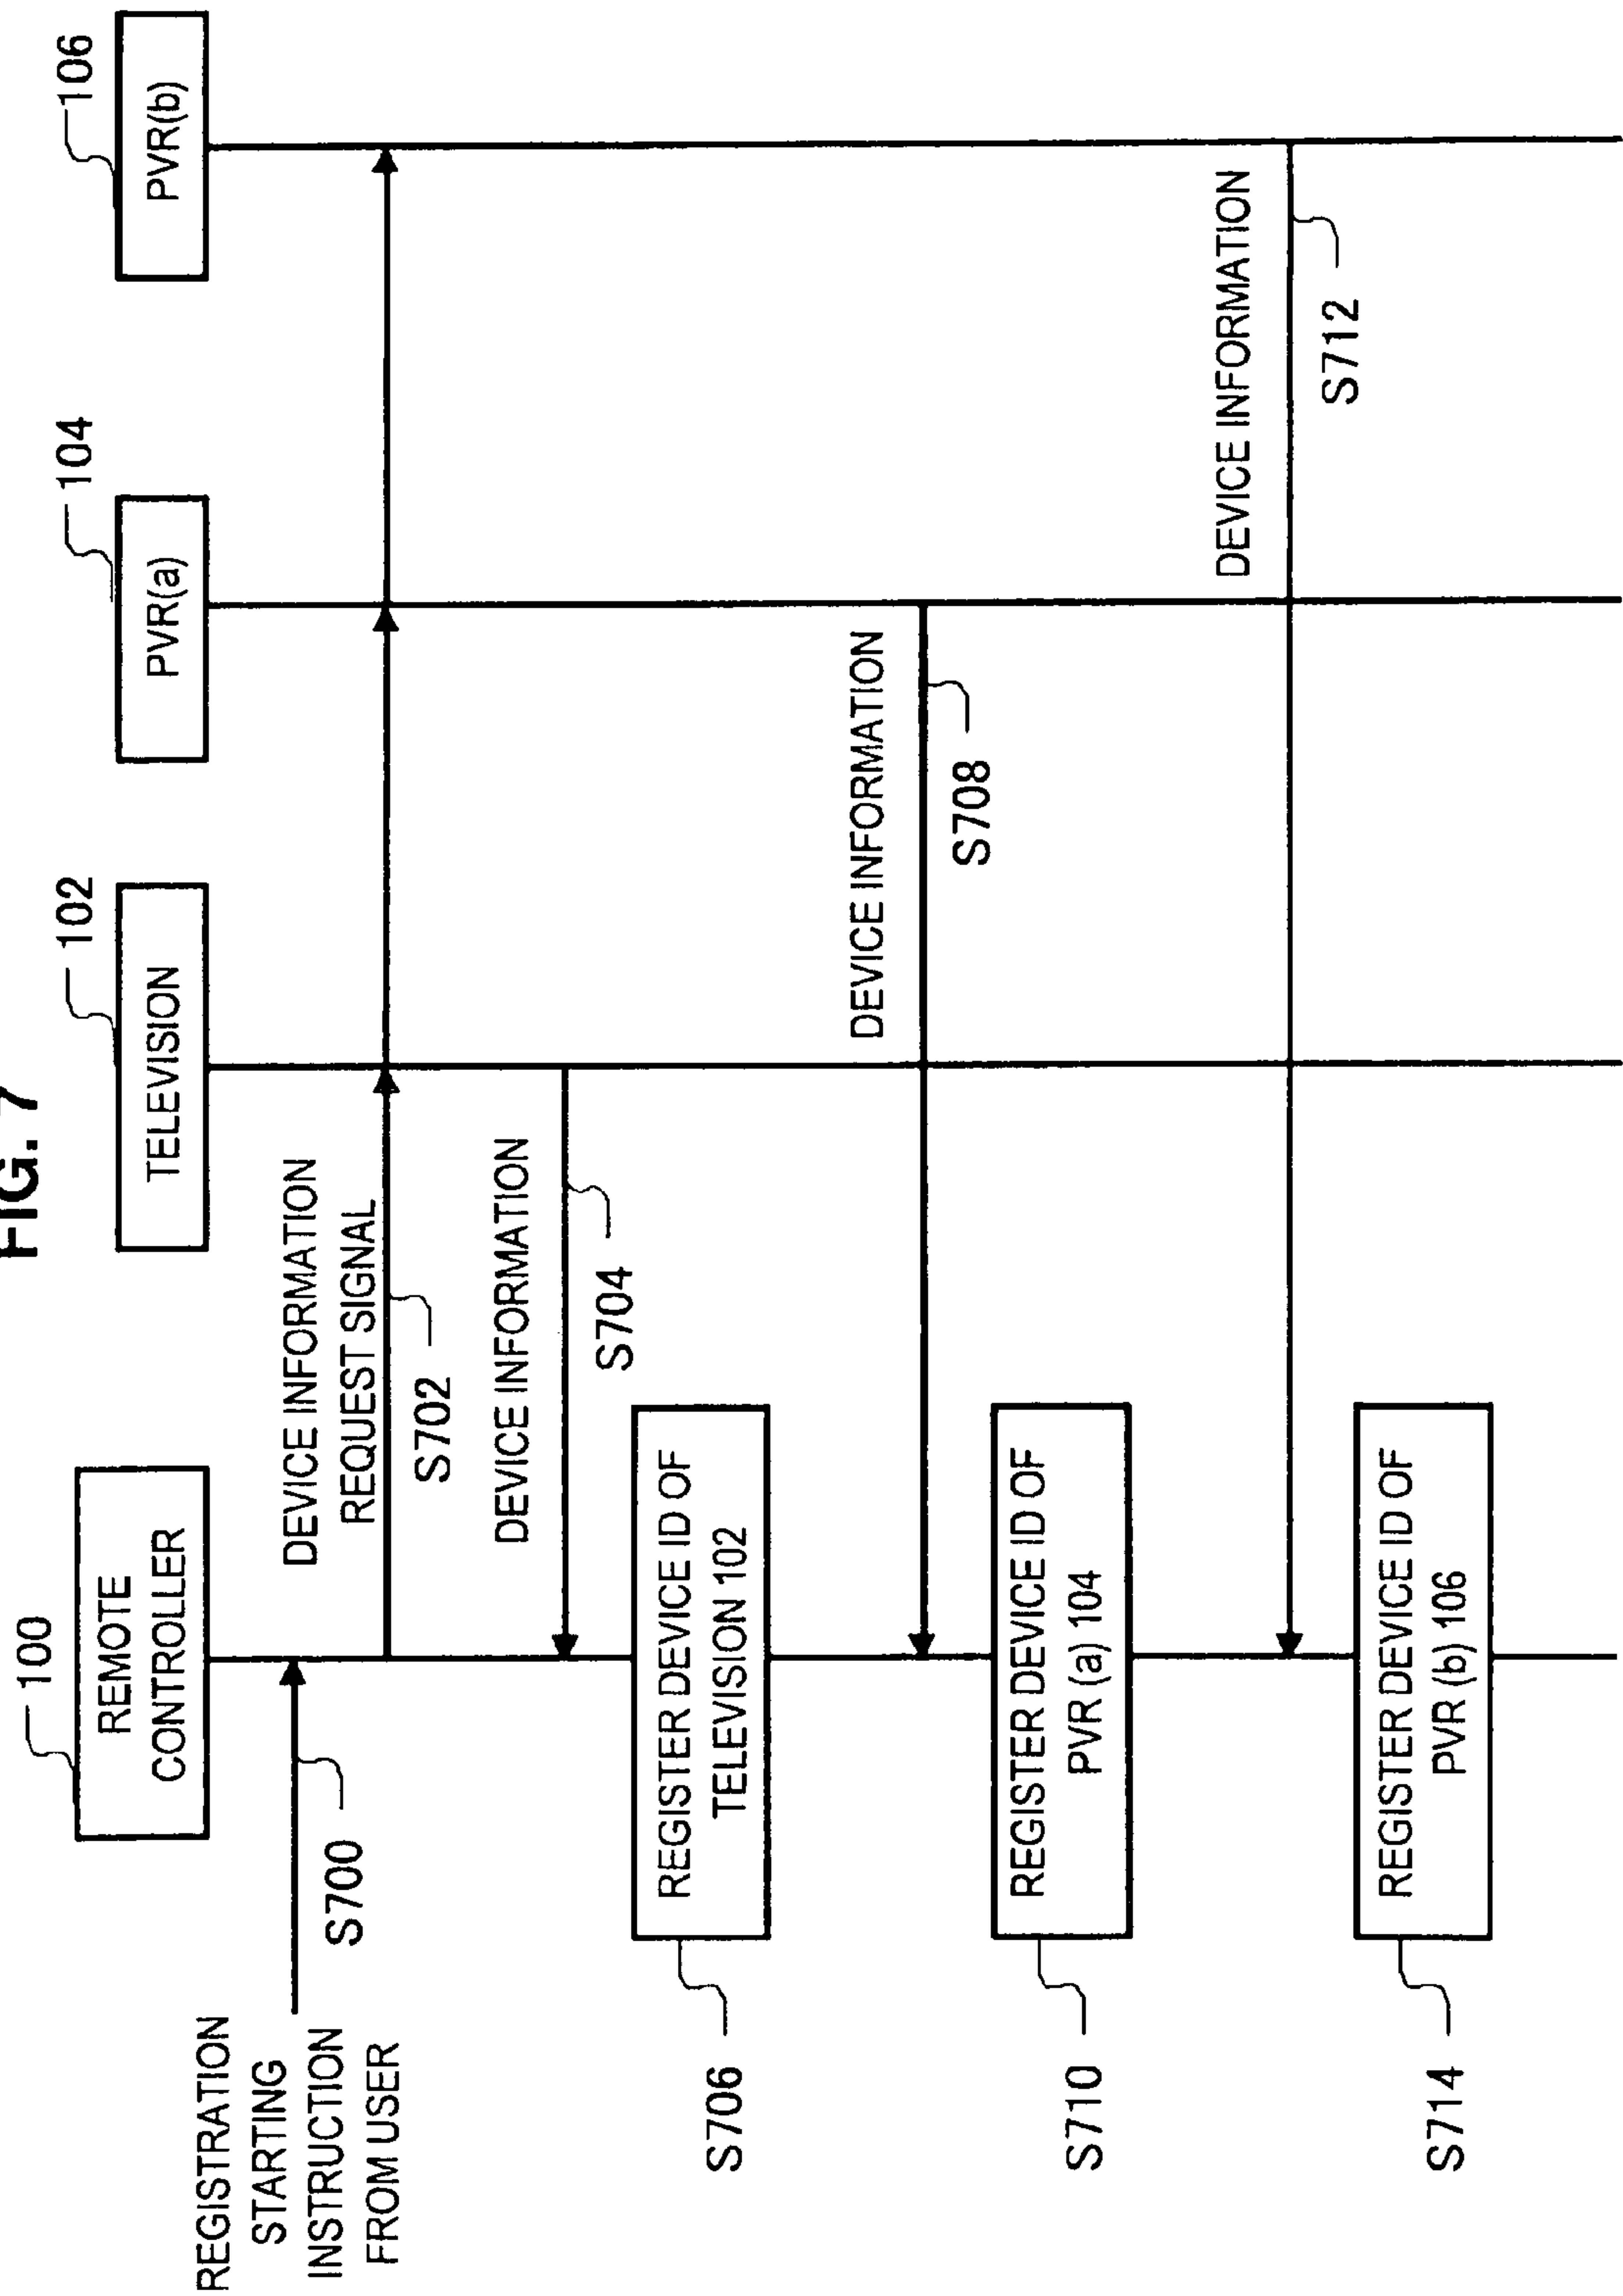 FIG. 7
100
REMOTE
CONTROLLER
102
TELEVISION
104
PVR(a)
106
PVR(b)
REGISTRATION
STARTING
INSTRUCTION
FROM USER
S700
DEVICE INFORMATION
REQUEST SIGNAL
S702
DEVICE INFORMATION
S704
S706
REGISTER DEVICE ID OF
TELEVISION 102
DEVICE INFORMATION
S708
S710
REGISTER DEVICE ID OF
PVR (a) 104
DEVICE INFORMATION
S712
S714
REGISTER DEVICE ID OF
PVR (b) 106